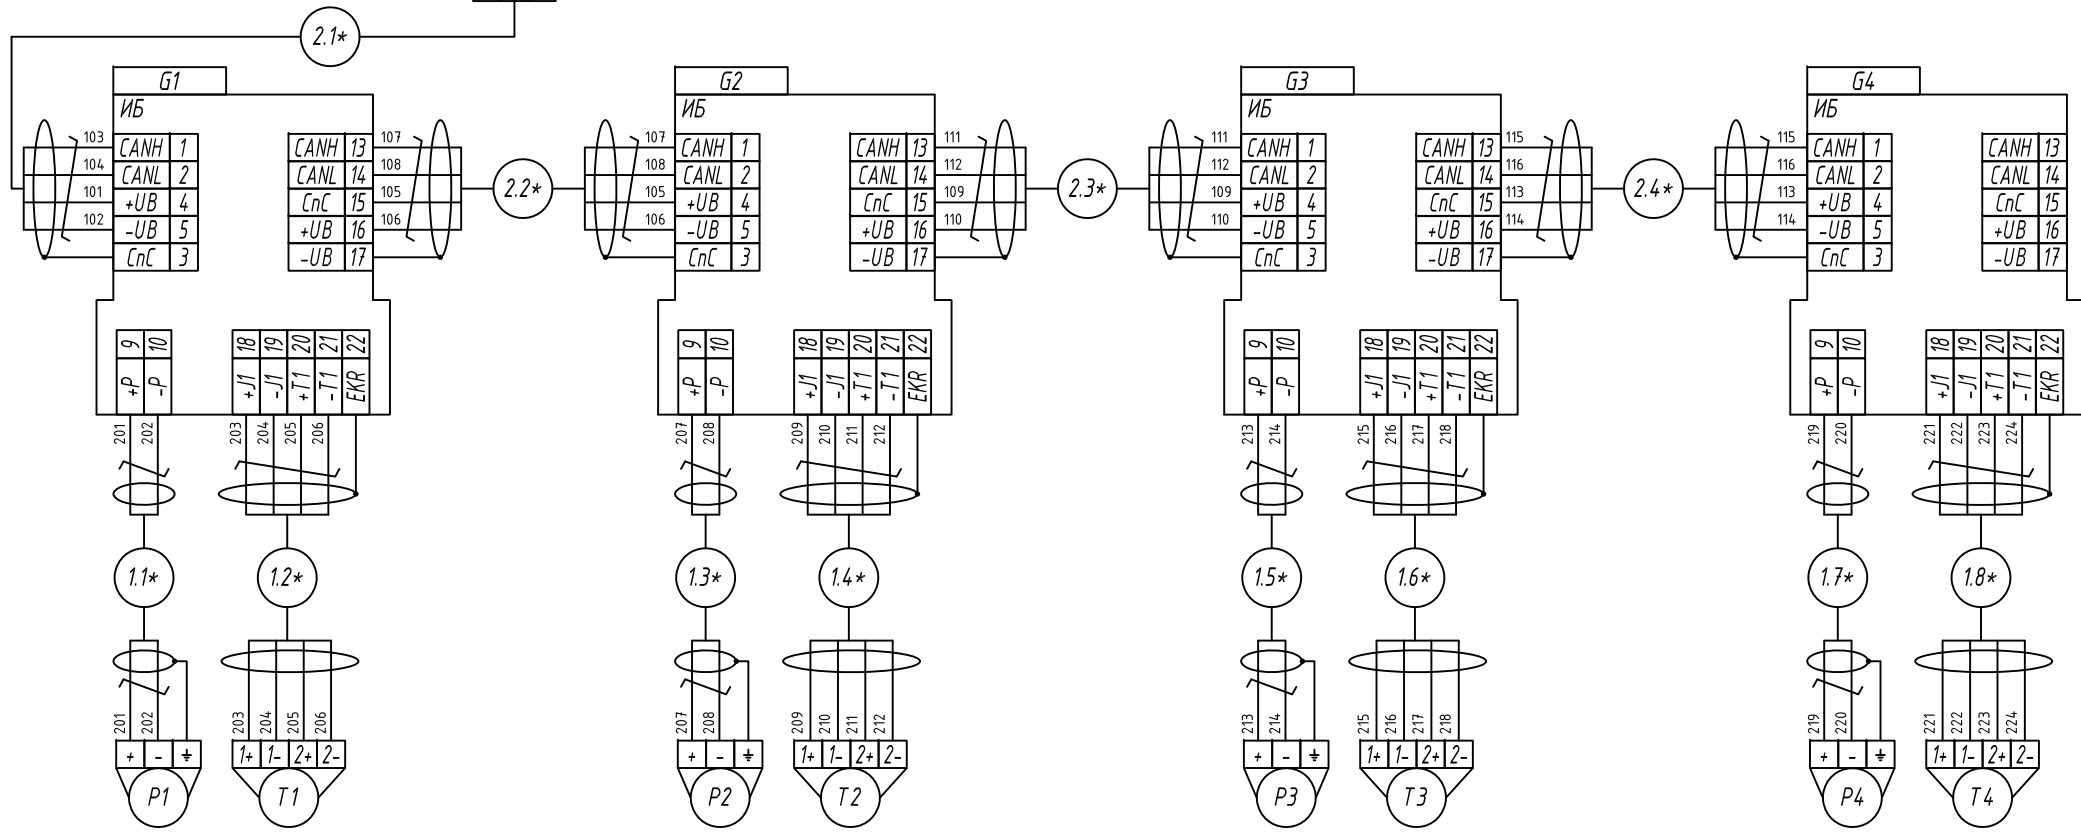 2.1*
G1 G2 G3 G4
ИБ ИБ ИБ ИБ
103 CANH 1 CANH 13 107 107 CANH 1 CANH 13 111 111 CANH 1 CANH 13 115 115 CANH 1 CANH 13
104 CANL 2 CANL 14 108 108 CANL 2 CANL 14 112 112 CANL 2 CANL 14 116 116 CANL 2 CANL 14
2.2* 2.3* 2.4*
101 +UB 4 CnC 15 105 105 +UB 4 CnC 15 109 109 +UB 4 CnC 15 113 113 +UB 4 CnC 15
102 -UB 5 +UB 16 106 106 -UB 5 +UB 16 110 110 -UB 5 +UB 16 114 114 -UB 5 +UB 16
CnC 3 -UB 17 CnC 3 -UB 17 CnC 3 -UB 17 CnC 3 -UB 17
9 10 18 19 20 21 22 9 10 18 19 20 21 22 9 10 18 19 20 21 22 9 10 18 19 20 21 22
+P -P +J1 -J1 +T1 -T1 EKR +P -P +J1 -J1 +T1 -T1 EKR +P -P +J1 -J1 +T1 -T1 EKR +P -P +J1 -J1 +T1 -T1 EKR
201 202 203 204 205 206 207 208 209 210 211 212 213 214 215 216 217 218 219 220 221 222 223 224
1.1* 1.2* 1.3* 1.4* 1.5* 1.6* 1.7* 1.8*
201 202 203 204 205 206 207 208 209 210 211 212 213 214 215 216 217 218 219 220 221 222 223 224
+ - 1+ 1- 2+ 2- + - 1+ 1- 2+ 2- + - 1+ 1- 2+ 2- + - 1+ 1- 2+ 2-
P1 T1 P2 T2 P3 T3 P4 T4